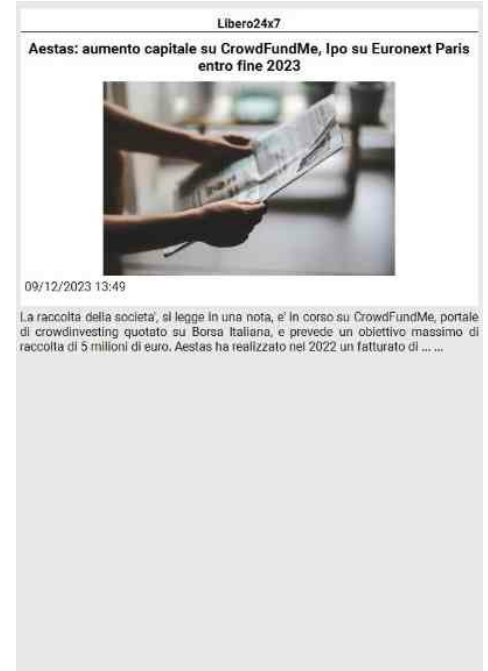 Libero24x7
Aestas: aumento capitale su CrowdFundMe, Ipo su Euronext Paris
entro fine 2023
09/12/2023 13:49
La raccolta della societa', si legge in una nota, e' in corso su CrowdFundMe, portale
di crowdinvesting quotato su Borsa Italiana, e prevede un obiettivo massimo di
raccolta di 5 milioni di euro. Aestas ha realizzato nel 2022 un fatturato di ... ...